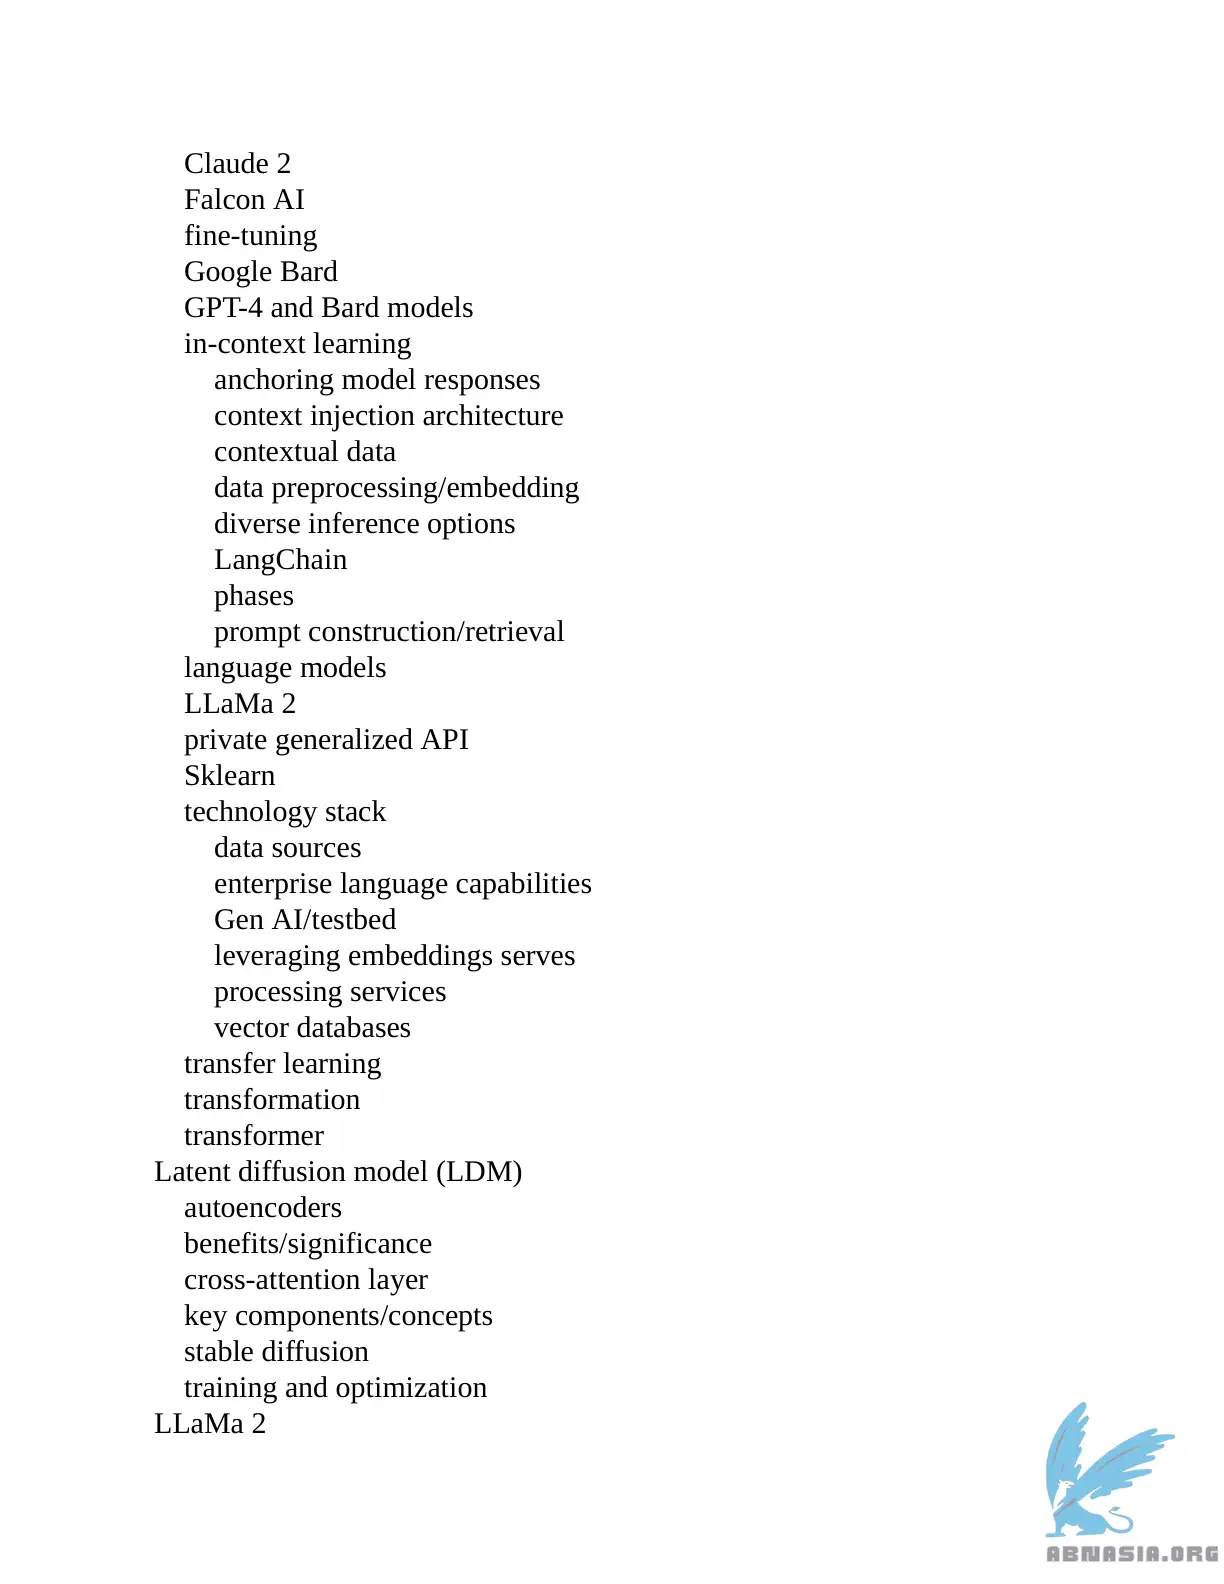 Claude 2
Falcon AI
fine-tuning
Google Bard
GPT-4 and Bard models
in-context learning
anchoring model responses
context injection architecture
contextual data
data preprocessing/embedding
diverse inference options
LangChain
phases
prompt construction/retrieval
language models
LLaMa 2
private generalized API
Sklearn
technology stack
data sources
enterprise language capabilities
Gen AI/testbed
leveraging embeddings serves
processing services
vector databases
transfer learning
transformation
transformer
Latent diffusion model (LDM)
autoencoders
benefits/significance
cross-attention layer
key components/concepts
stable diffusion
training and optimization
LLaMa 2
ABNASIA.ORG